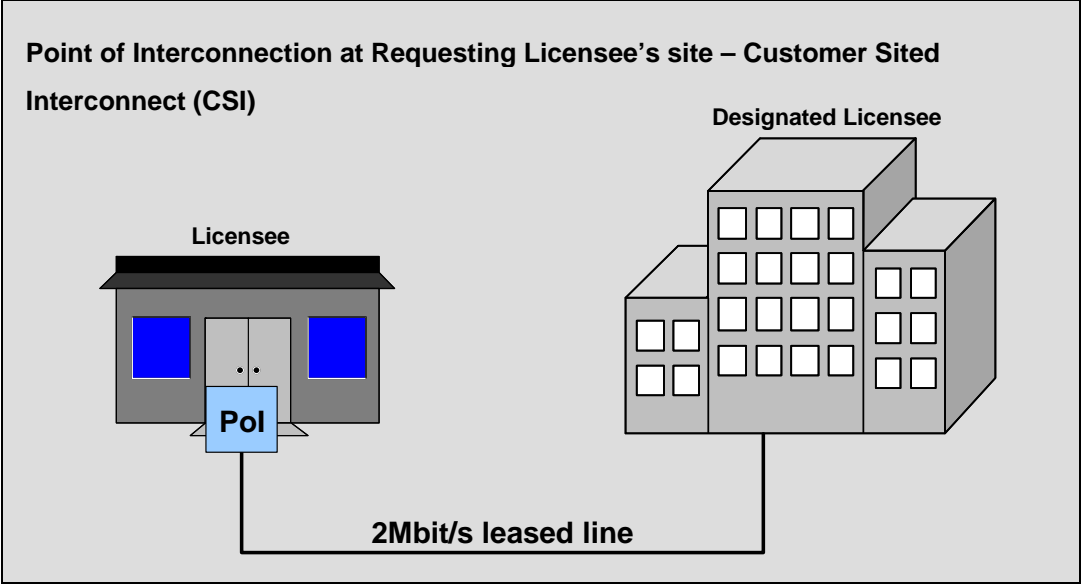 Point of Interconnection at Requesting Licensee's site – Customer Sited
Interconnect (CSI)
Designated Licensee
Licensee
PoI
2Mbit/s leased line